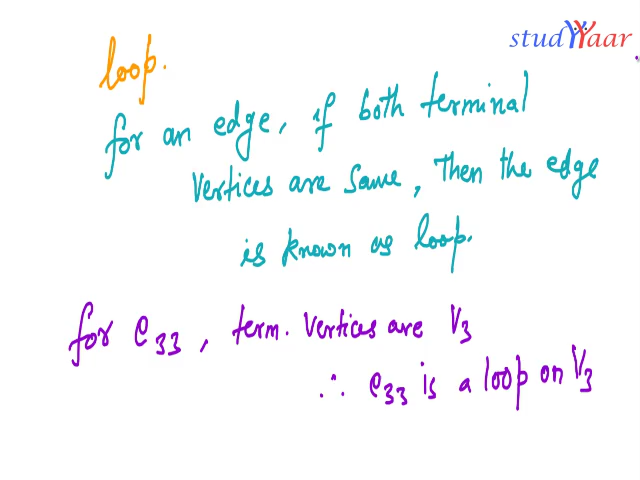 studYYaar
loop.
for an edge, if both terminal
vertices are same, then the edge
is known as loop.
for e33, term. vertices are V3
∴ e33 is a loop on V3